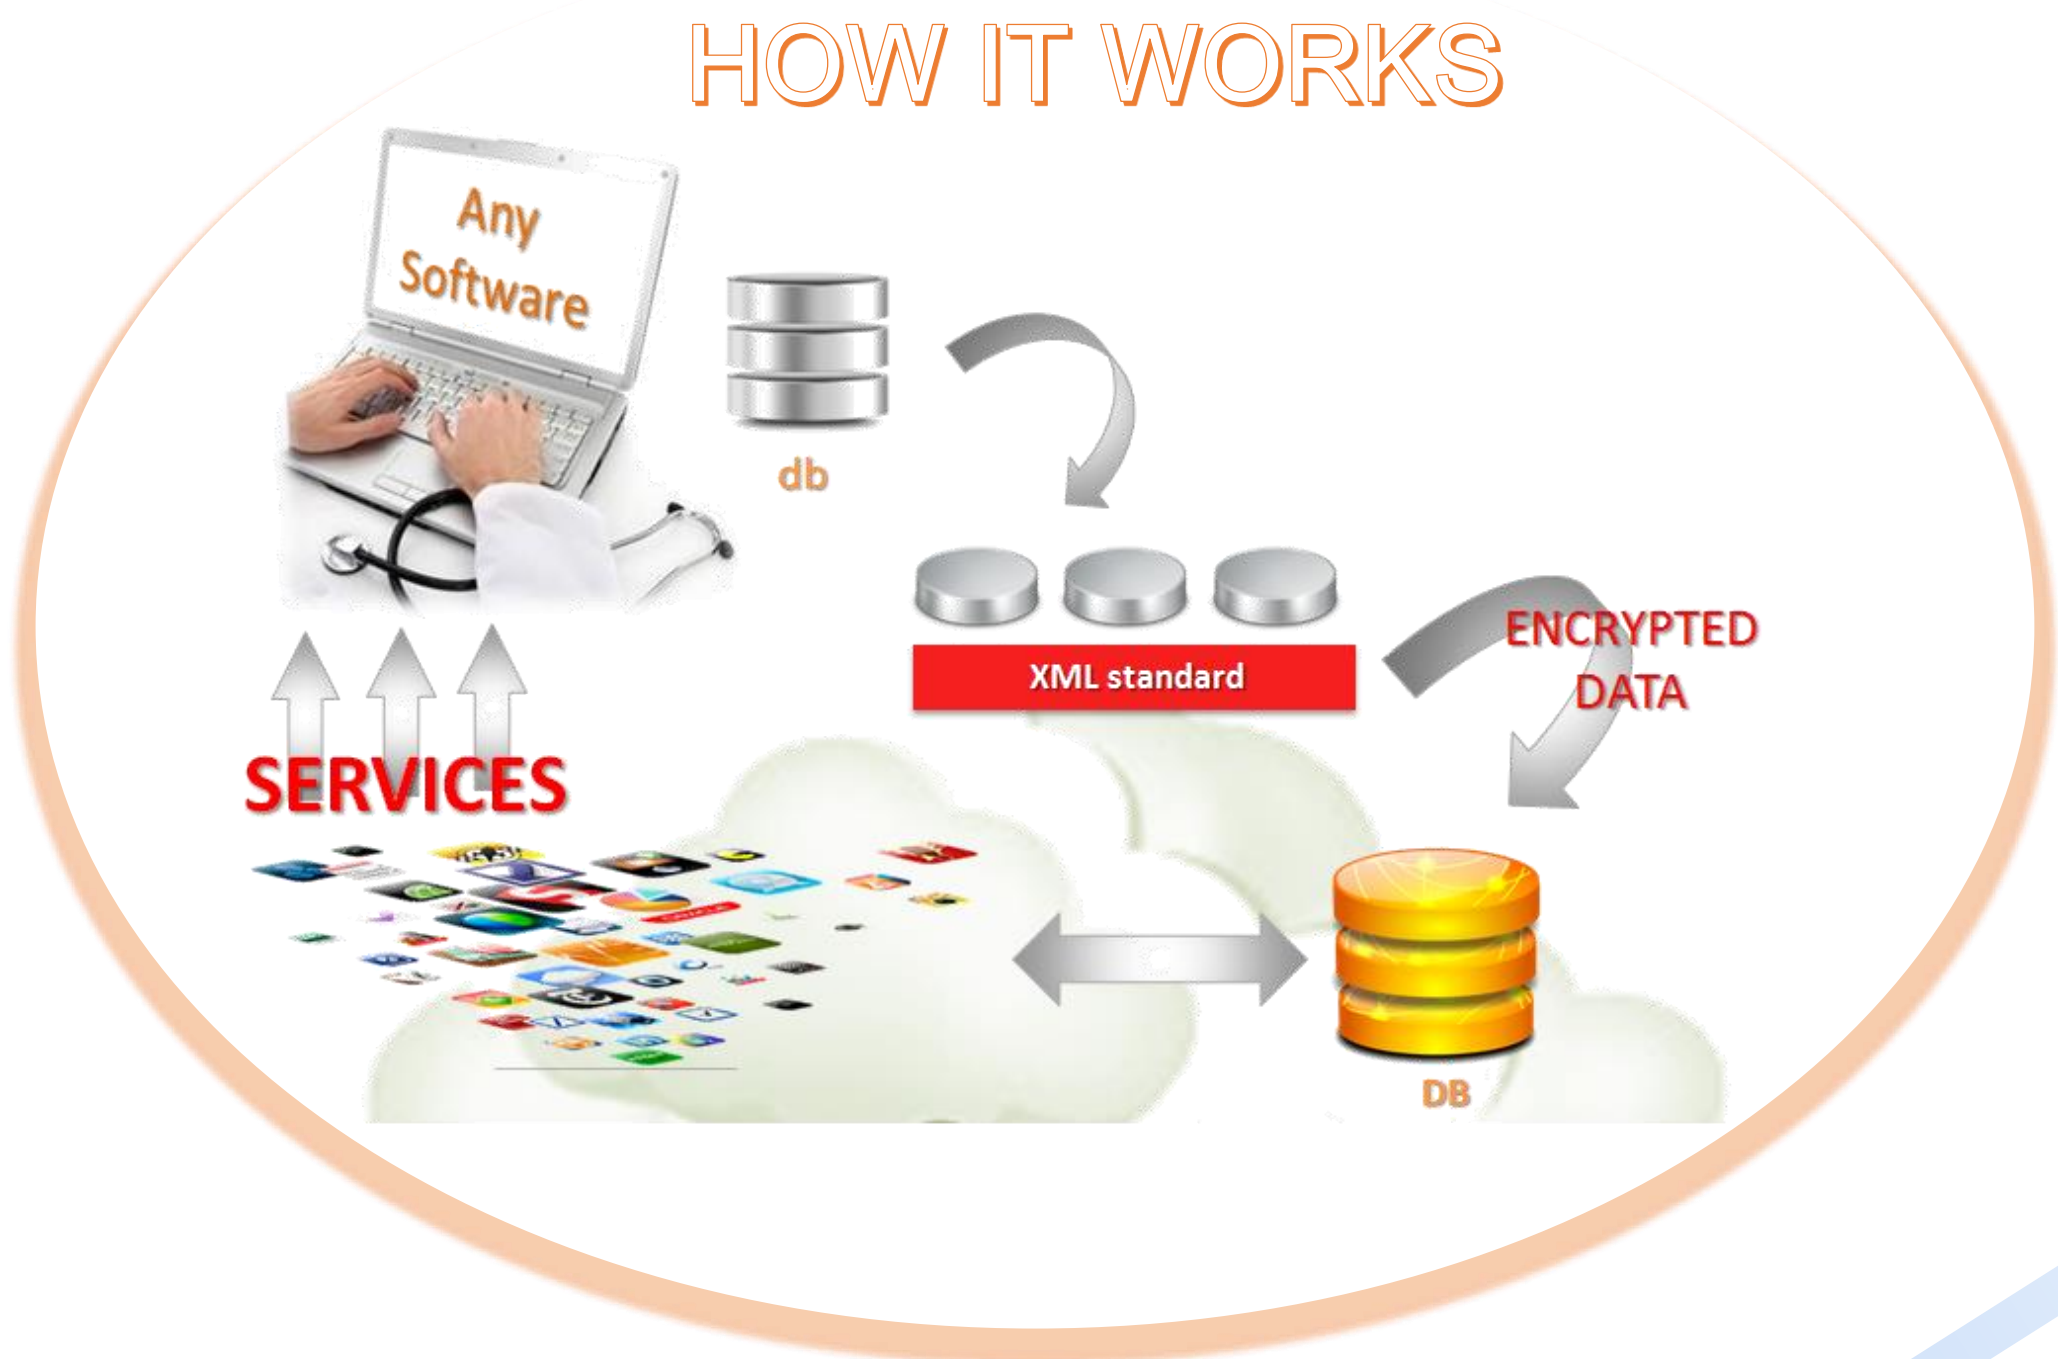 HOW IT WORKS
Any
Software
db
XML standard
ENCRYPTED
DATA
SERVICES
DB